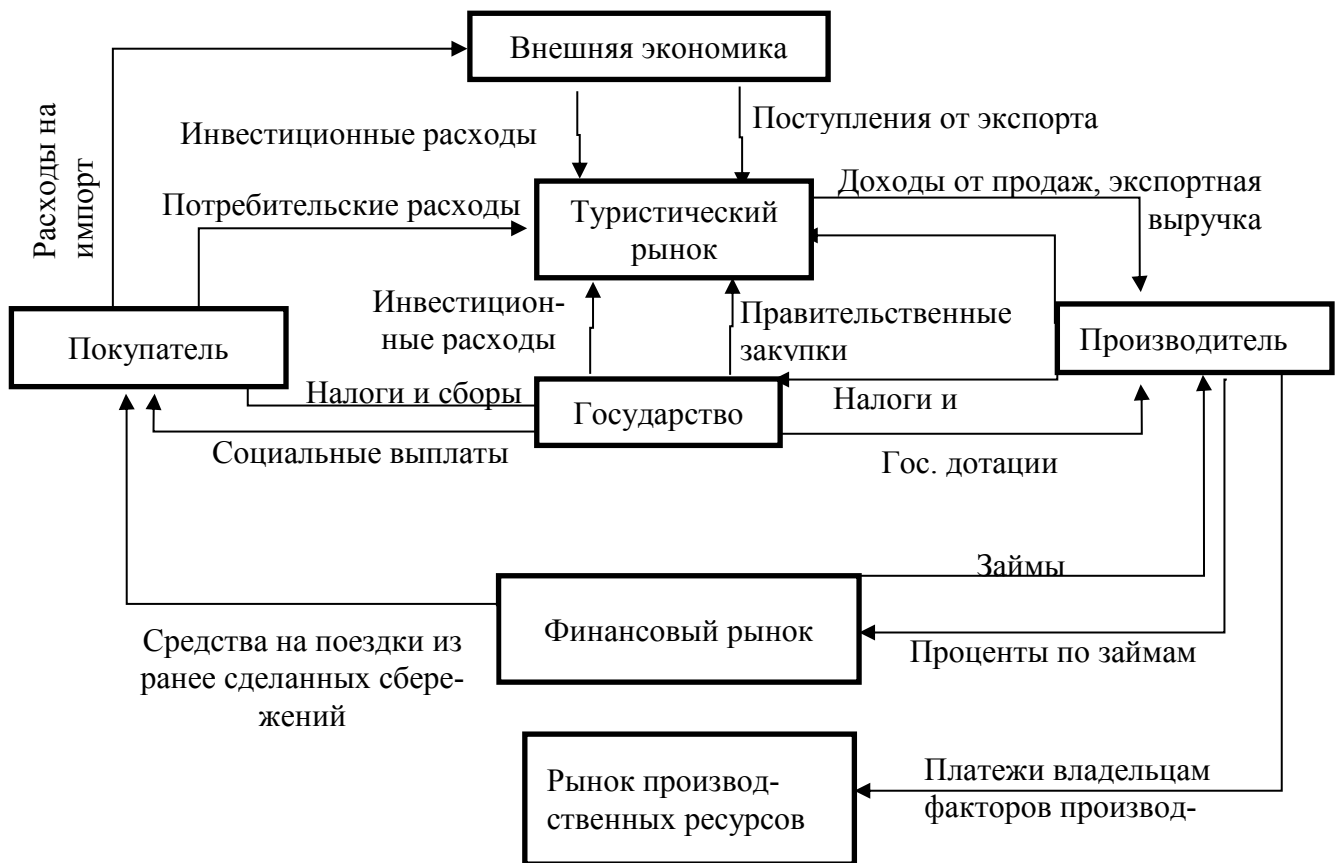 Внешняя экономика
Расходы на
импорт
Инвестиционные расходы
Поступления от экспорта
Доходы от продаж, экспортная
выручка
Потребительские расходы
Туристический
рынок
Инвестицион-
ные расходы
Правительственные
закупки
Покупатель
Производитель
Налоги и сборы
Государство
Налоги и
Социальные выплаты
Гос. дотации
Займы
Финансовый рынок
Проценты по займам
Средства на поездки из
ранее сделанных сбере-
жений
Рынок производ-
ственных ресурсов
Платежи владельцам
факторов производ-